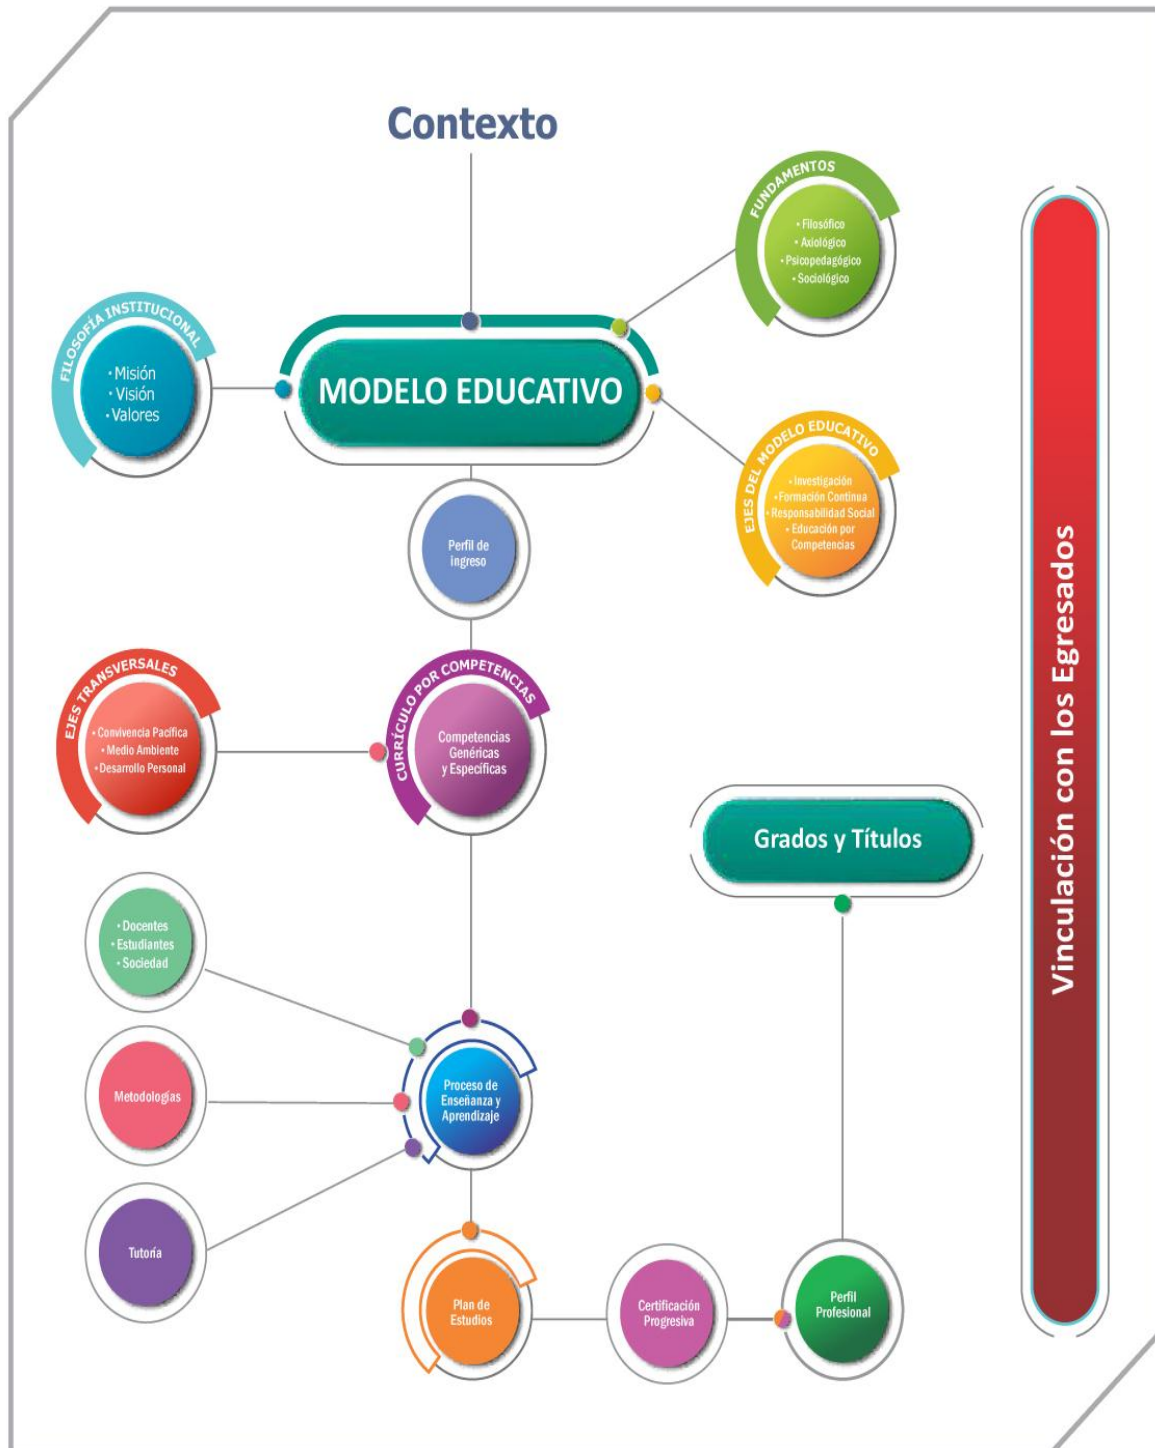 Contexto
FUNDAMENTOS
• Filosófico
• Axiológico
• Psicopedagógico
• Sociológico
FILOSOFÍA INSTITUCIONAL
• Misión
• Visión
• Valores
MODELO EDUCATIVO
EJES DEL MODELO EDUCATIVO
• Investigación
• Formación Continua
• Responsabilidad Social
• Educación por
Competencias
Perfil de
ingreso
EJES TRANSVERSALES
• Convivencia Pacífica
• Medio Ambiente
• Desarrollo Personal
CURRÍCULO POR COMPETENCIAS
Competencias
Genéricas
y Específicas
Grados y Títulos
• Docentes
• Estudiantes
• Sociedad
Metodologías
Proceso de
Enseñanza y
Aprendizaje
Tutoría
Plan de
Estudios
Certificación
Progresiva
Perfil
Profesional
Vinculación con los Egresados